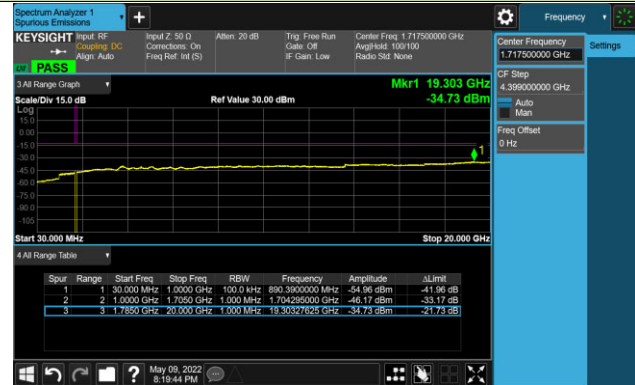 Spectrum Analyzer 1
Spurious Emissions
Frequency
KEYSIGHT
Input: RF
Coupling: DC
Align: Auto
Input Z: 50 Ω
Corrections: On
Freq Ref: Int (S)
Atten: 20 dB
Trig: Free Run
Gate: Off
IF Gain: Low
Center Freq: 1.717500000 GHz
Avg|Hold: 100/100
Radio Std: None
PASS
Center Frequency
1.717500000 GHz
Settings
CF Step
4.399000000 GHz
Auto
Man
Freq Offset
0 Hz
3 All Range Graph
Mkr1 19.303 GHz
Scale/Div 15.0 dB
Ref Value 30.00 dBm
-34.73 dBm
Log
15.0
0.00
-15.0
-30.0
-45.0
-60.0
-75.0
-90.0
-105
1
Start 30.000 MHz
Stop 20.000 GHz
4 All Range Table
Spur Range Start Freq Stop Freq RBW Frequency Amplitude ΔLimit
1 1 30.000 MHz 1.0000 GHz 100.0 kHz 890.3900000 MHz -54.96 dBm -41.96 dB
2 2 1.0000 GHz 1.7050 GHz 1.000 MHz 1.704295000 GHz -46.17 dBm -33.17 dB
3 3 1.7850 GHz 20.000 GHz 1.000 MHz 19.30327625 GHz -34.73 dBm -21.73 dB
May 09, 2022
8:19:44 PM